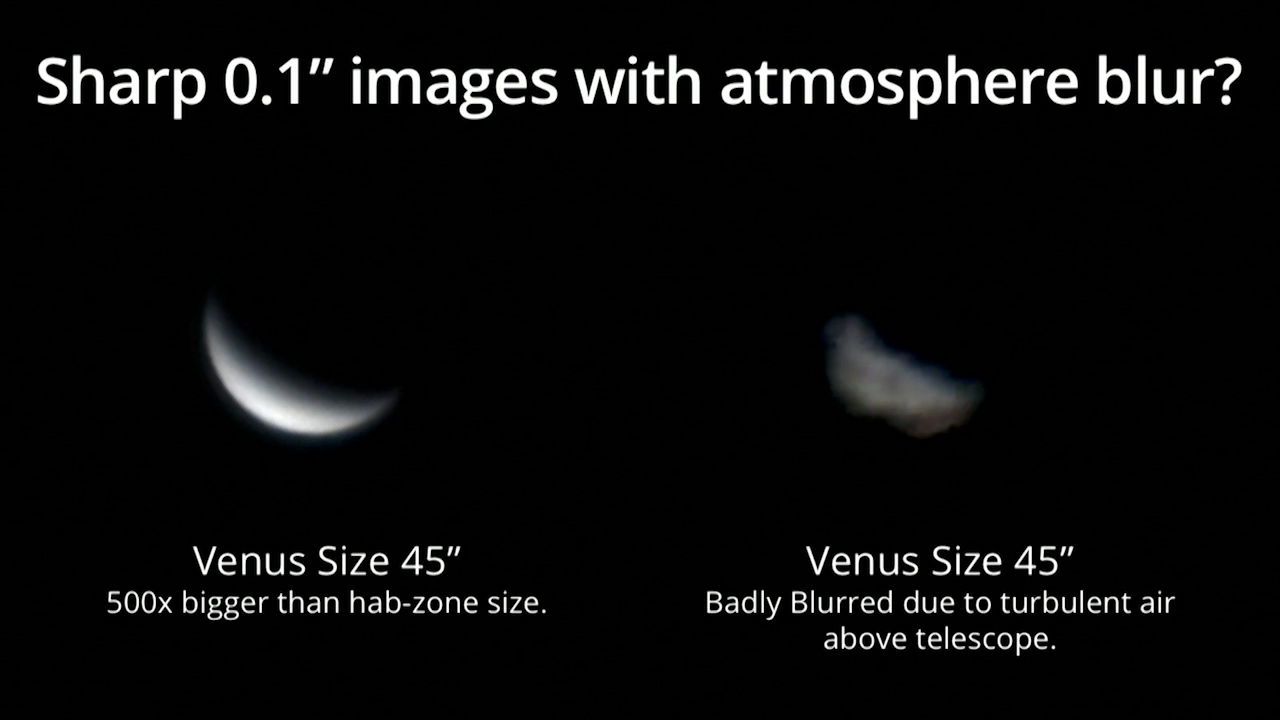 Sharp 0.1” images with atmosphere blur?
Venus Size 45”
500x bigger than hab-zone size.
Venus Size 45”
Badly Blurred due to turbulent air
above telescope.